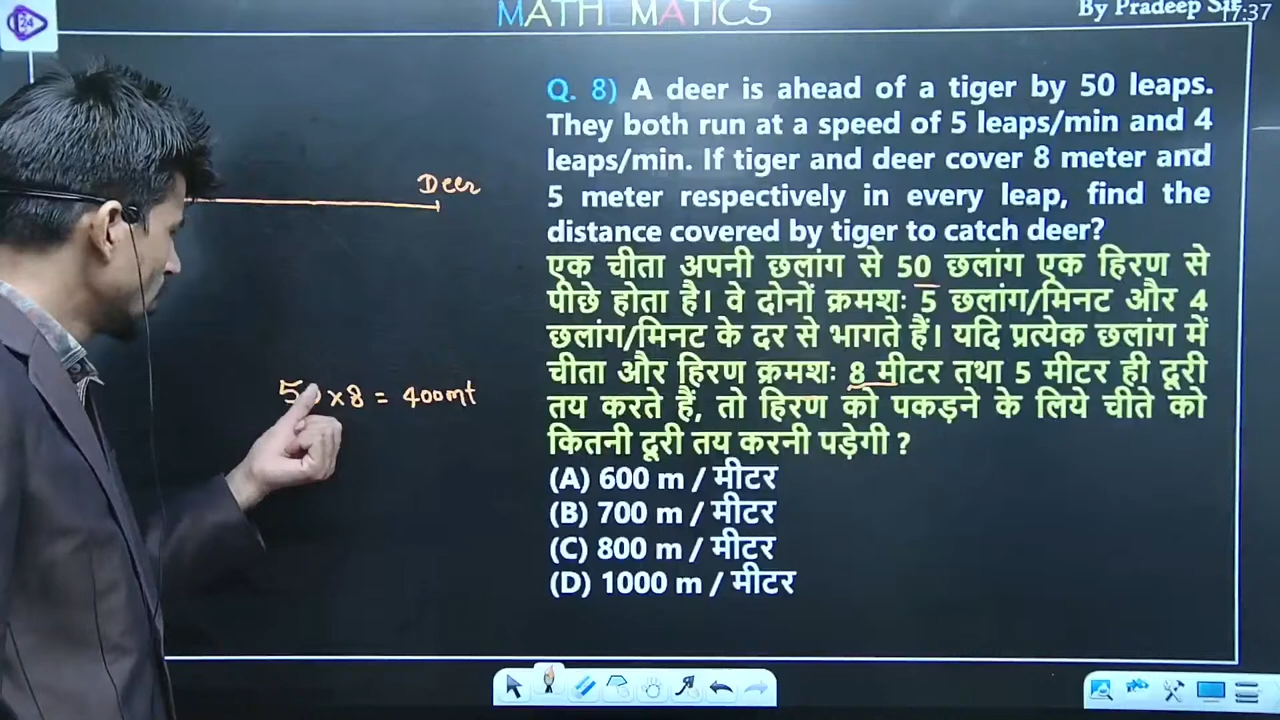 24
MATHEMATICS
By Pradeep Sir
17:37
Q. 8) A deer is ahead of a tiger by 50 leaps.
They both run at a speed of 5 leaps/min and 4
leaps/min. If tiger and deer cover 8 meter and
5 meter respectively in every leap, find the
distance covered by tiger to catch deer?
एक चीता अपनी छलांग से 50 छलांग एक हिरण से
पीछे होता है। वे दोनों क्रमशः 5 छलांग/मिनट और 4
छलांग/मिनट के दर से भागते हैं। यदि प्रत्येक छलांग में
चीता और हिरण क्रमशः 8 मीटर तथा 5 मीटर ही दूरी
तय करते हैं, तो हिरण को पकड़ने के लिये चीते को
कितनी दूरी तय करनी पड़ेगी ?
(A) 600 m / मीटर
(B) 700 m / मीटर
(C) 800 m / मीटर
(D) 1000 m / मीटर
Deer
50 × 8 = 400mt